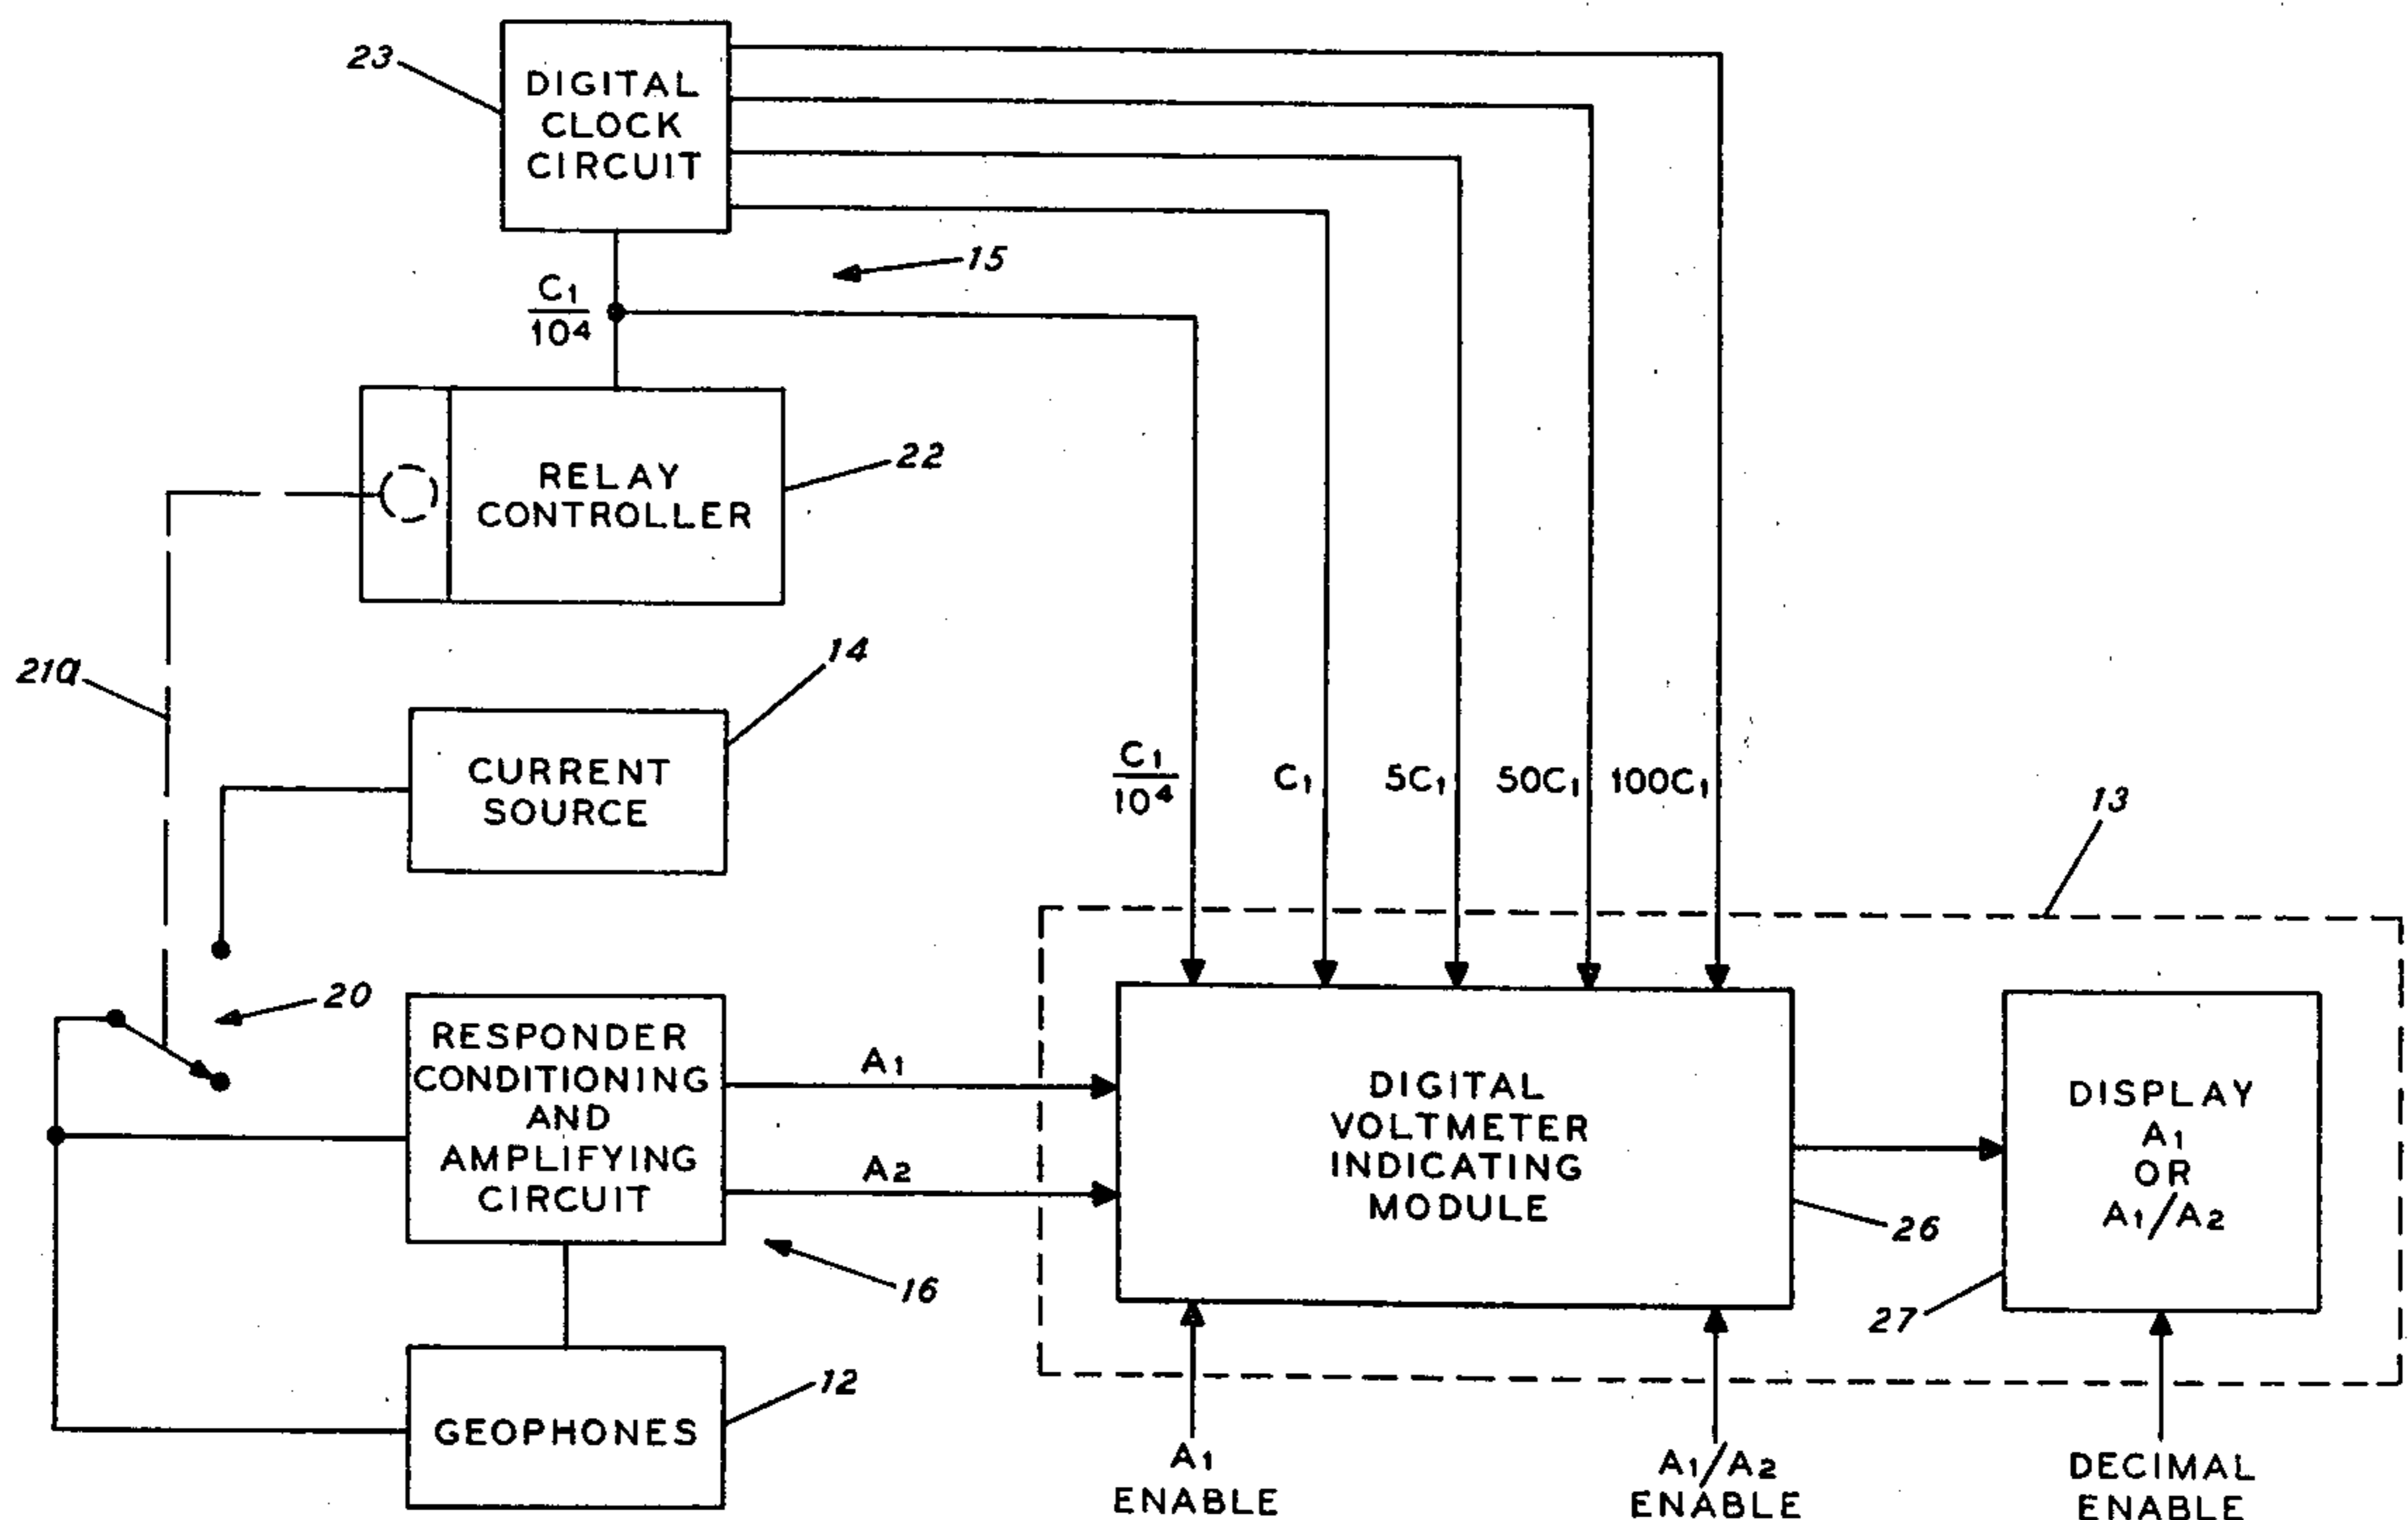 23
DIGITAL
CLOCK
CIRCUIT
15
C₁
10⁴
22
RELAY
CONTROLLER
21a
14
CURRENT
SOURCE
C₁
10⁴
C₁
5C₁
50C₁
100C₁
13
20
RESPONDER
CONDITIONING
AND
AMPLIFYING
CIRCUIT
A₁
A₂
16
DIGITAL
VOLTMETER
INDICATING
MODULE
26
DISPLAY
A₁
OR
A₁/A₂
27
GEOPHONES
12
A₁
ENABLE
A₁/A₂
ENABLE
DECIMAL
ENABLE